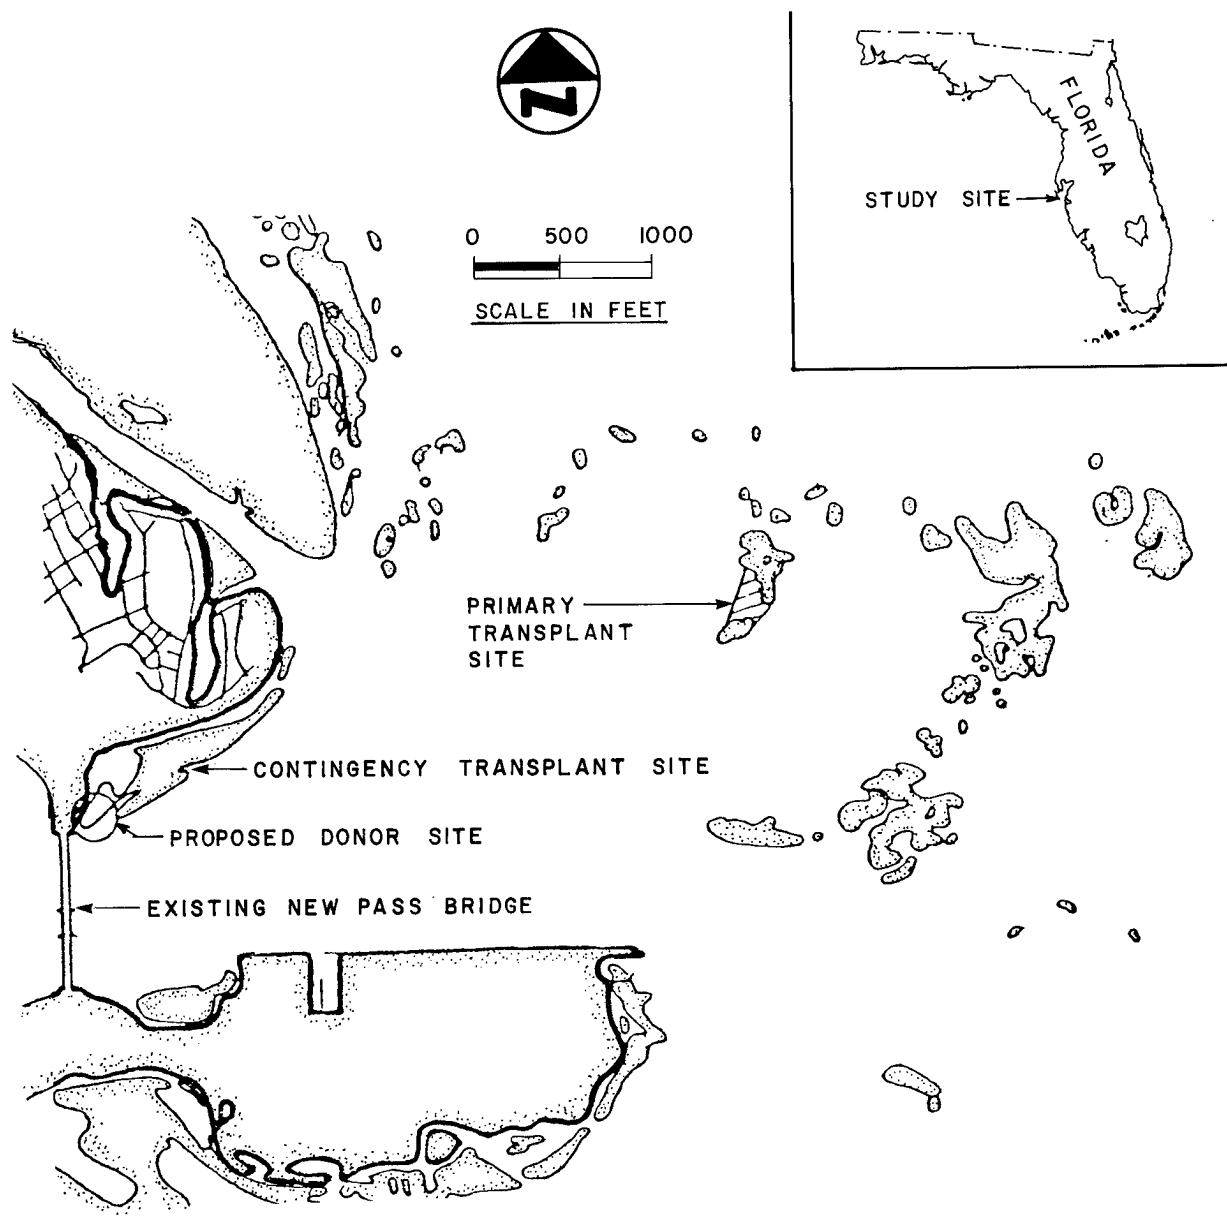 N
FLORIDA
STUDY SITE
0 500 1000
SCALE IN FEET
PRIMARY
TRANSPLANT
SITE
CONTINGENCY TRANSPLANT SITE
PROPOSED DONOR SITE
EXISTING NEW PASS BRIDGE